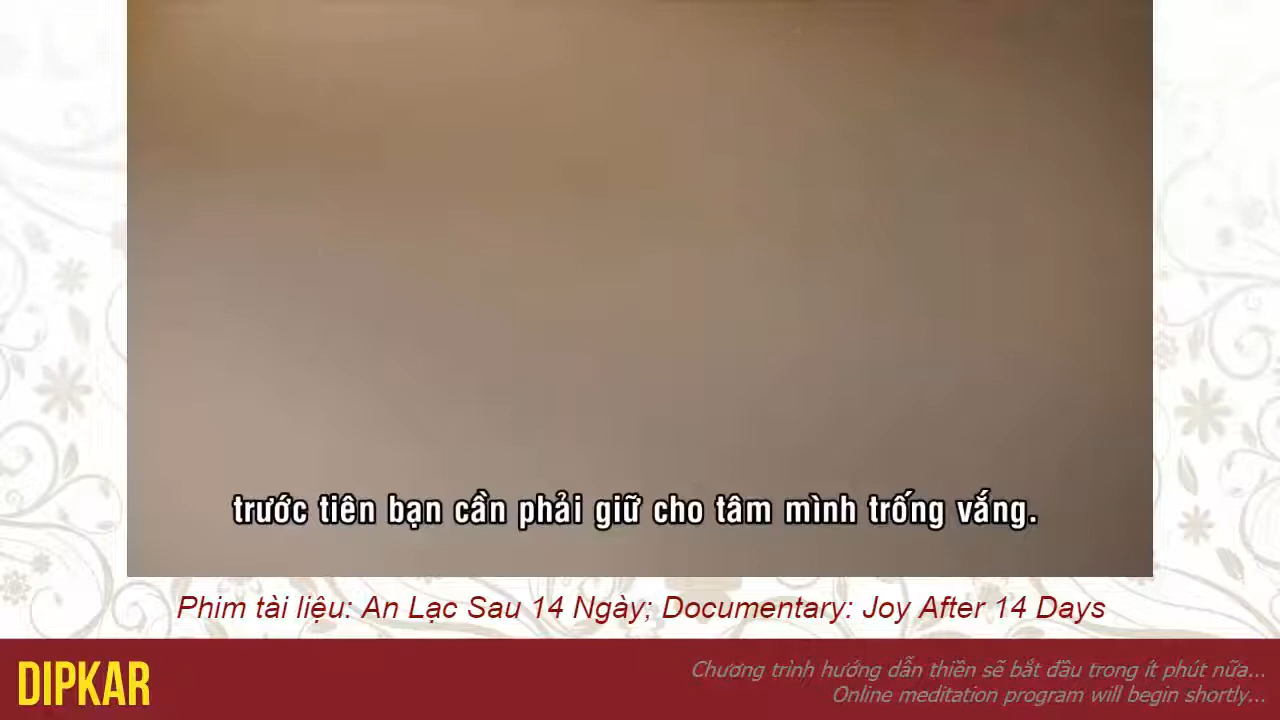 trước tiên bạn cần phải giữ cho tâm mình trống vắng.
Phim tài liệu: An Lạc Sau 14 Ngày; Documentary: Joy After 14 Days
DIPKAR
Chương trình hướng dẫn thiền sẽ bắt đầu trong ít phút nữa...
Online meditation program will begin shortly...